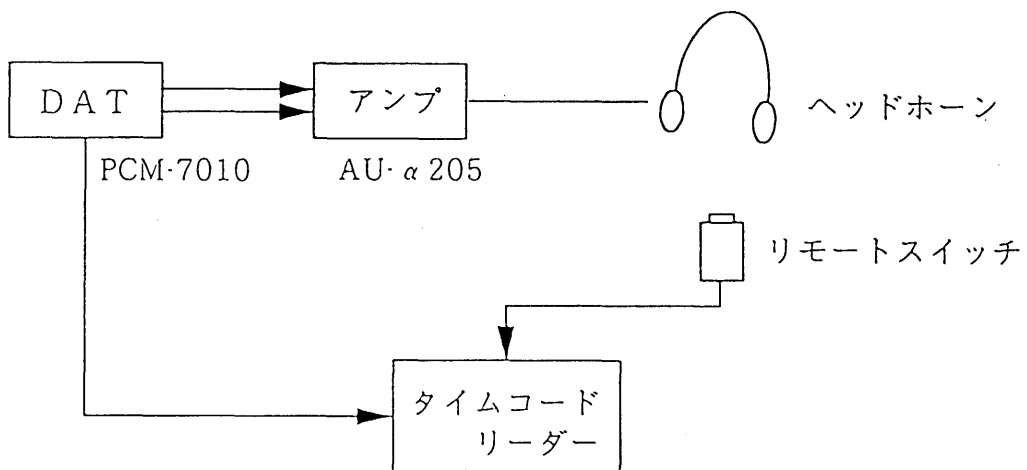 DAT
アンプ
ヘッドホーン
PCM-7010
AU-α205
リモートスイッチ
タイムコード
リーダー